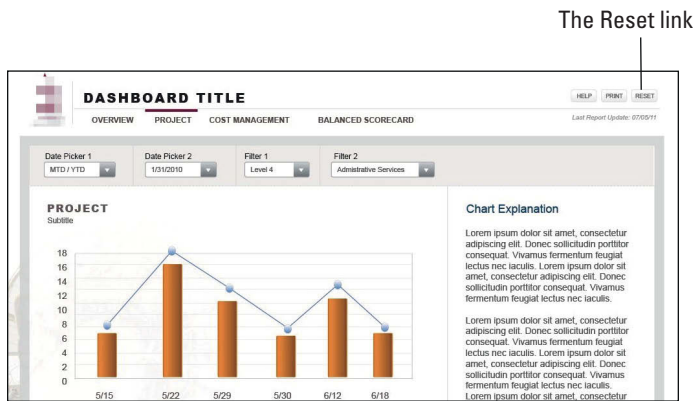 The Reset link
DASHBOARD TITLE
HELP PRINT RESET
OVERVIEW PROJECT COST MANAGEMENT BALANCED SCORECARD
Last Report Update: 07/05/11
Date Picker 1 Date Picker 2 Filter 1 Filter 2
MTD / YTD 1/31/2010 Level 4 Admistrative Services
PROJECT
Subtitle
18
16
14
12
10
8
6
4
2
0
5/15 5/22 5/29 5/30 6/12 6/18
Chart Explanation
Lorem ipsum dolor sit amet, consectetur
adipiscing elit. Donec sollicitudin porttitor
consequat. Vivamus fermentum feugiat
lectus nec iaculis. Lorem ipsum dolor sit
amet, consectetur adipiscing elit. Donec
sollicitudin porttitor consequat. Vivamus
fermentum feugiat lectus nec iaculis.
Lorem ipsum dolor sit amet, consectetur
adipiscing elit. Donec sollicitudin porttitor
consequat. Vivamus fermentum feugiat
lectus nec iaculis. Lorem ipsum dolor sit
amet, consectetur adipiscing elit. Donec
sollicitudin porttitor consequat. Vivamus
fermentum feugiat lectus nec iaculis.
Lorem ipsum dolor sit amet, consectetur